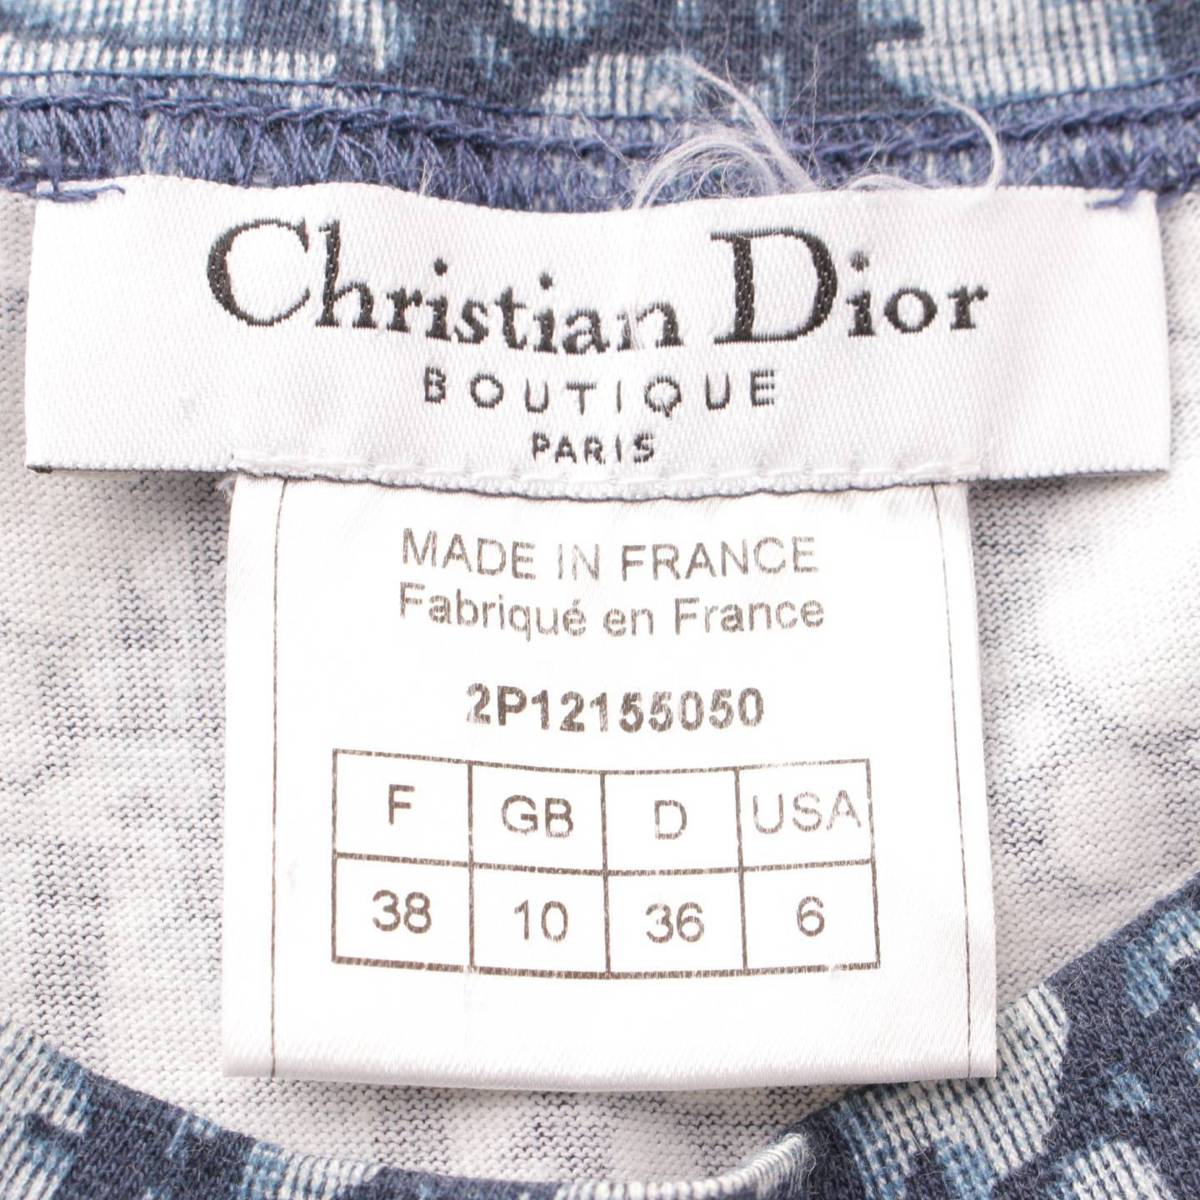 Christian Dior
BOUTIQUE
PARIS
MADE IN FRANCE
Fabriqué en France
2P12155050
F GB D USA
38 10 36 6